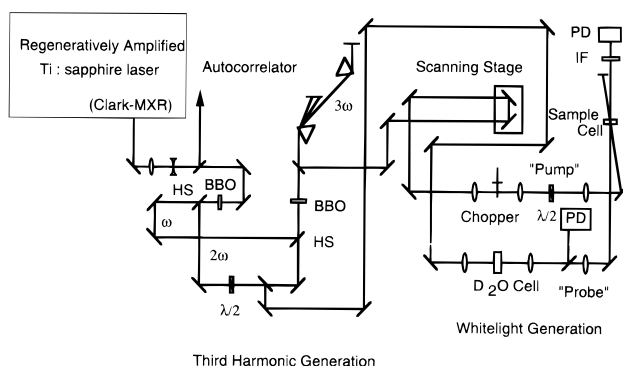 Regeneratively Amplified
Ti : sapphire laser
(Clark-MXR)
Autocorrelator
3ω
Scanning Stage
PD
IF
Sample
Cell
HS
BBO
ω
2ω
BBO
HS
λ/2
"Pump"
Chopper
λ/2
PD
D 2O Cell
"Probe"
Whitelight Generation
Third Harmonic Generation